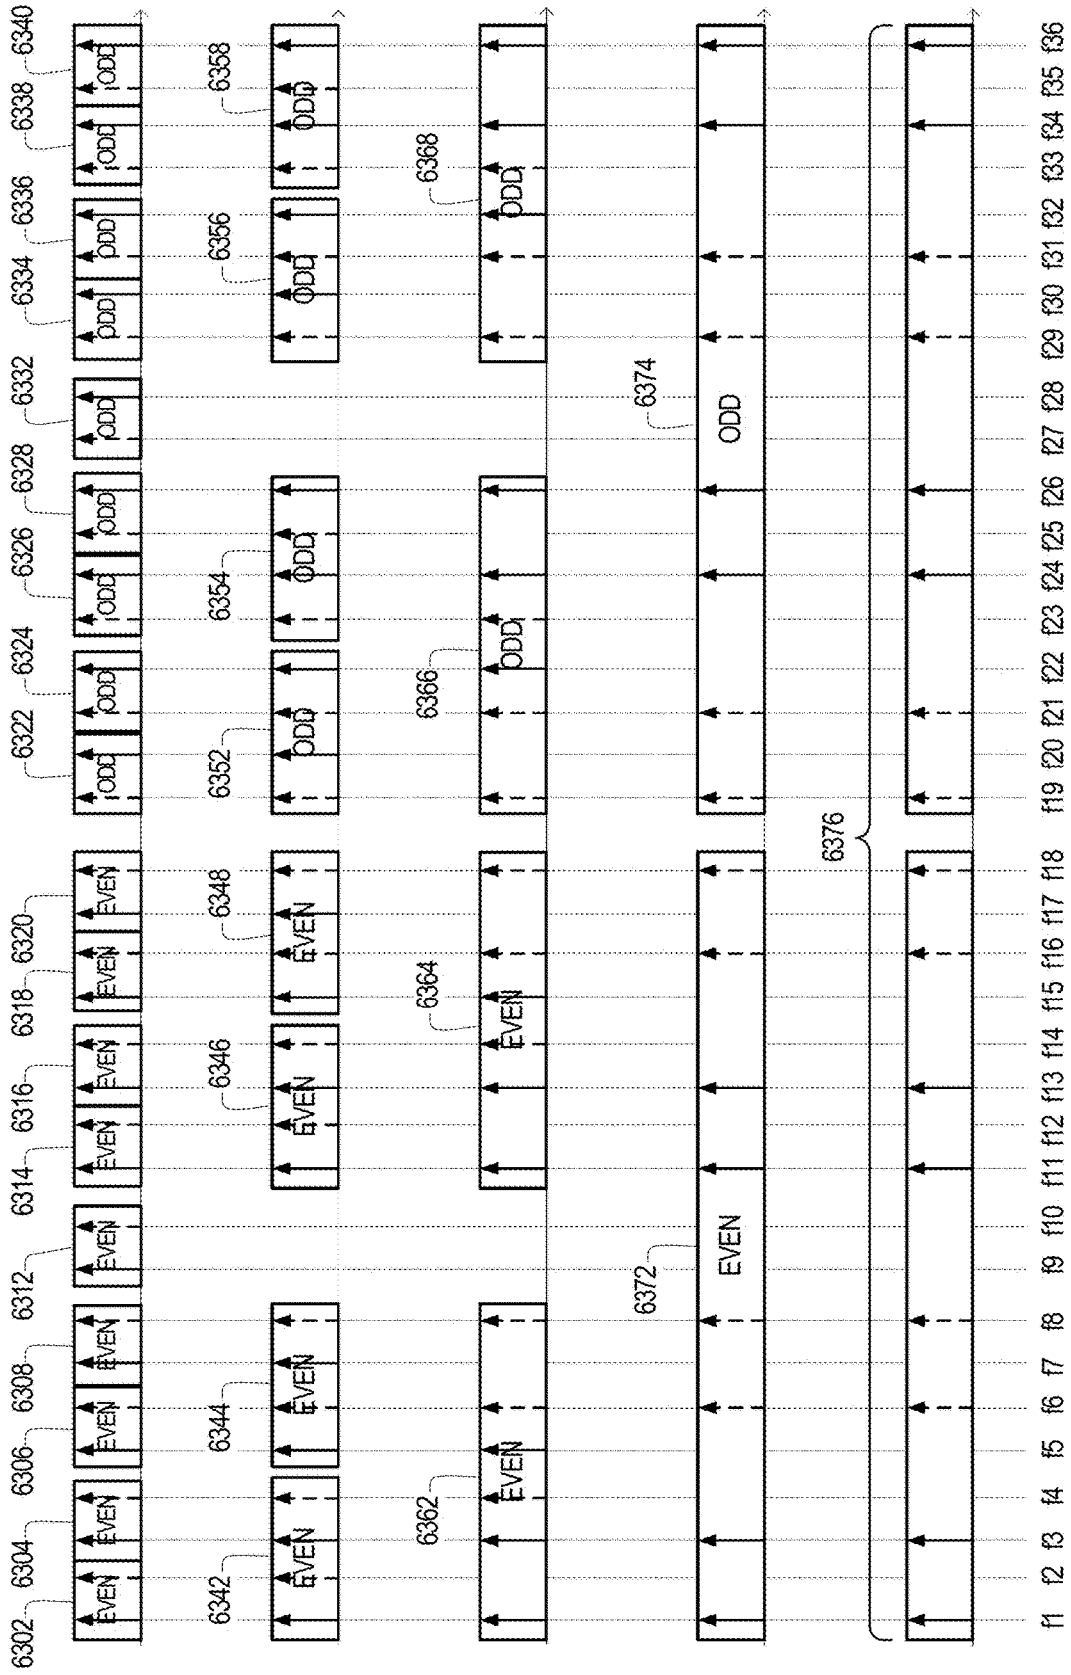 6302 6304 6306 6308 6312 6314 6316 6318 6320 6322 6324 6326 6328 6332 6334 6336 6338 6340
EVEN EVEN EVEN EVEN EVEN EVEN EVEN EVEN EVEN ODD ODD ODD ODD ODD ODD ODD ODD ODD
6342 6344 6346 6348 6352 6354 6356 6358
EVEN EVEN EVEN EVEN ODD ODD ODD ODD
6362 6364 6366 6368
EVEN EVEN ODD ODD
6372 6374
EVEN ODD
6376
f1 f2 f3 f4 f5 f6 f7 f8 f9 f10 f11 f12 f13 f14 f15 f16 f17 f18 f19 f20 f21 f22 f23 f24 f25 f26 f27 f28 f29 f30 f31 f32 f33 f34 f35 f36